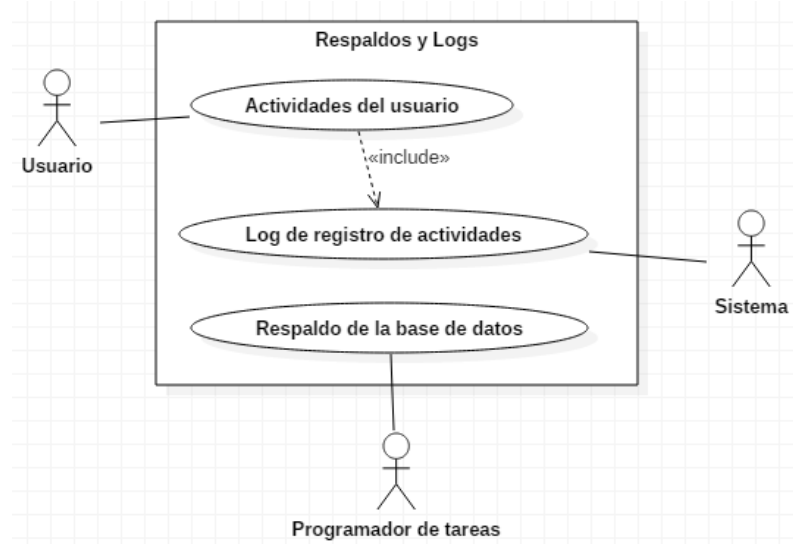 Respaldos y Logs
Actividades del usuario
Usuario
«include»
Log de registro de actividades
Sistema
Respaldo de la base de datos
Programador de tareas